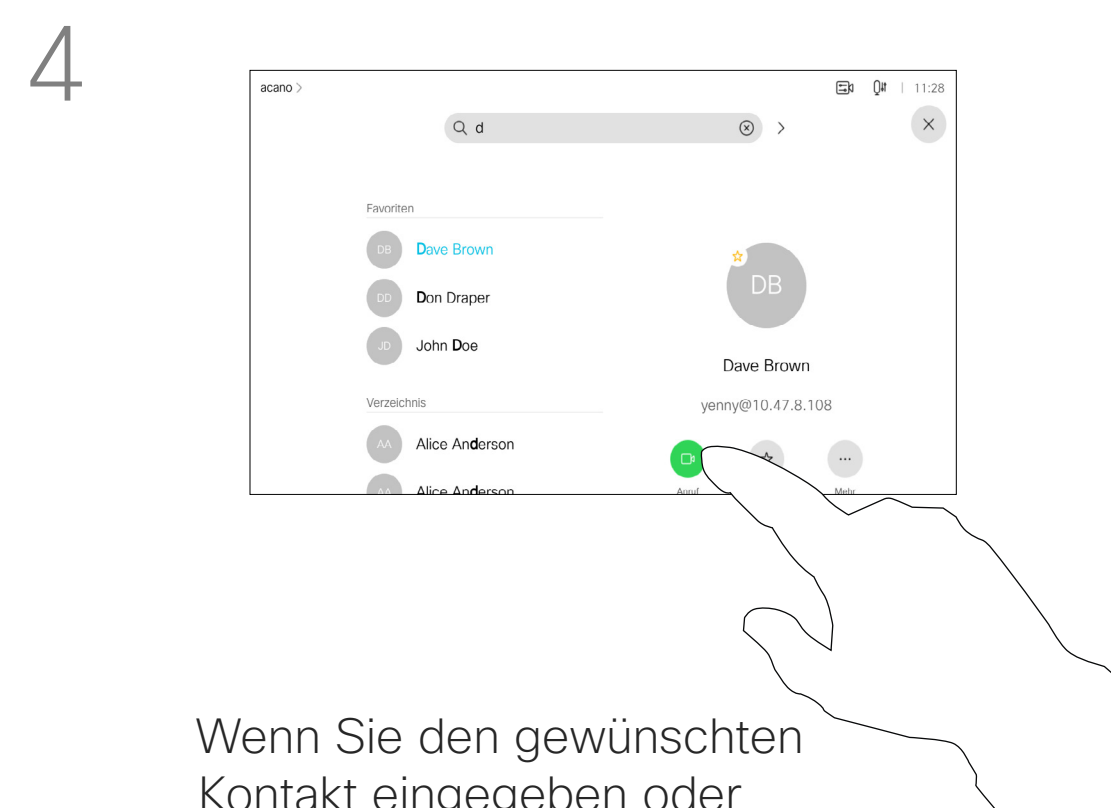 4
acano >
11:28
d
Favoriten
DB Dave Brown
DD Don Draper
JD John Doe
Verzeichnis
AA Alice Anderson
AA Alice Anderson
DB
Dave Brown
yenny@10.47.8.108
Anruf
Mehr
Wenn Sie den gewünschten
Kontakt eingegeben oder